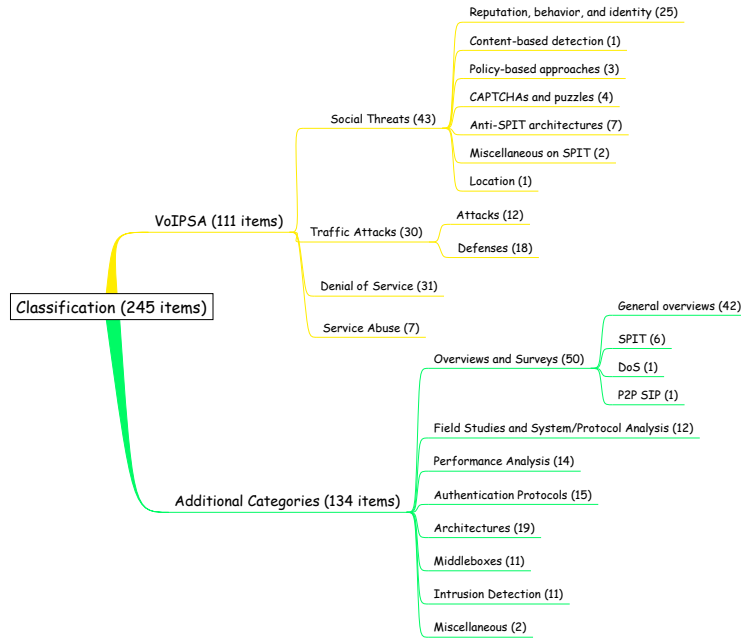 Classification (245 items)
VoIPSA (111 items)
Social Threats (43)
Reputation, behavior, and identity (25)
Content-based detection (1)
Policy-based approaches (3)
CAPTCHAs and puzzles (4)
Anti-SPIT architectures (7)
Miscellaneous on SPIT (2)
Location (1)
Traffic Attacks (30)
Attacks (12)
Defenses (18)
Denial of Service (31)
Service Abuse (7)
Additional Categories (134 items)
Overviews and Surveys (50)
General overviews (42)
SPIT (6)
DoS (1)
P2P SIP (1)
Field Studies and System/Protocol Analysis (12)
Performance Analysis (14)
Authentication Protocols (15)
Architectures (19)
Middleboxes (11)
Intrusion Detection (11)
Miscellaneous (2)